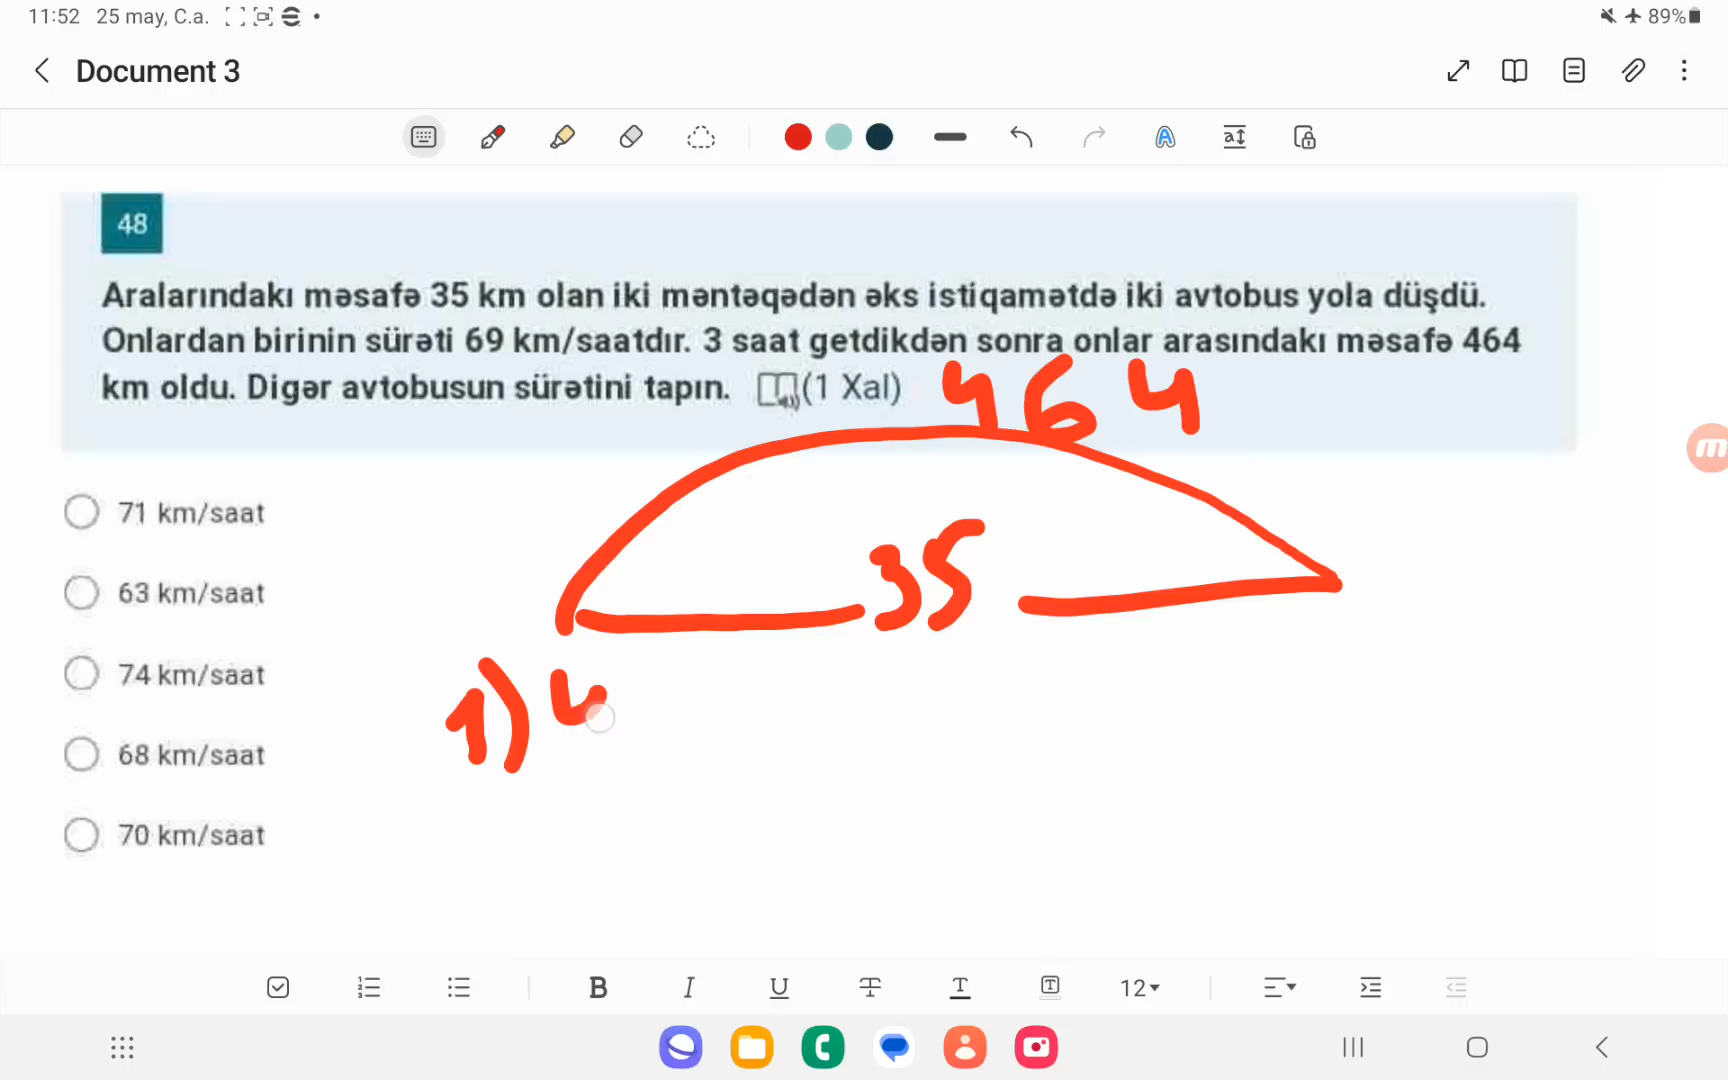 11:52 25 may, C.a.
89%
Document 3
48
Aralarındakı məsafə 35 km olan iki məntəqədən əks istiqamətdə iki avtobus yola düşdü.
Onlardan birinin sürəti 69 km/saatdır. 3 saat getdikdən sonra onlar arasındakı məsafə 464
km oldu. Digər avtobusun sürətini tapın. (1 Xal)
464
71 km/saat
35
63 km/saat
1) 4
74 km/saat
68 km/saat
70 km/saat
12